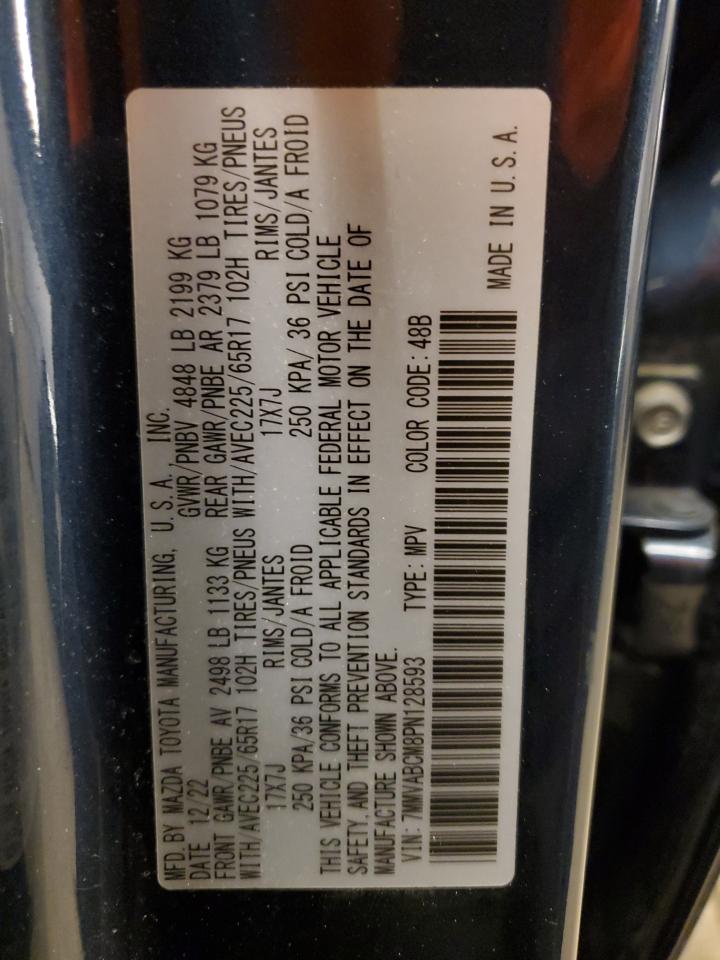 MFD. BY MAZDA TOYOTA MANUFACTURING, U.S.A., INC.
DATE 12/22 GVWR/PNBV 4848 LB 2199 KG
FRONT GAWR/PNBE AV 2498 LB 1133 KG REAR GAWR/PNBE AR 2379 LB 1079 KG
WITH/AVEC225/65R17 102H TIRES/PNEUS WITH/AVEC225/65R17 102H TIRES/PNEUS
17X7J RIMS/JANTES 17X7J RIMS/JANTES
250 KPA/36 PSI COLD/A FROID 250 KPA/ 36 PSI COLD/A FROID
THIS VEHICLE CONFORMS TO ALL APPLICABLE FEDERAL MOTOR VEHICLE
SAFETY,AND THEFT PREVENTION STANDARDS IN EFFECT ON THE DATE OF
MANUFACTURE SHOWN ABOVE.
VIN: 7MMVABCM8PN128593 TYPE: MPV COLOR CODE: 48B
MADE IN U.S.A.